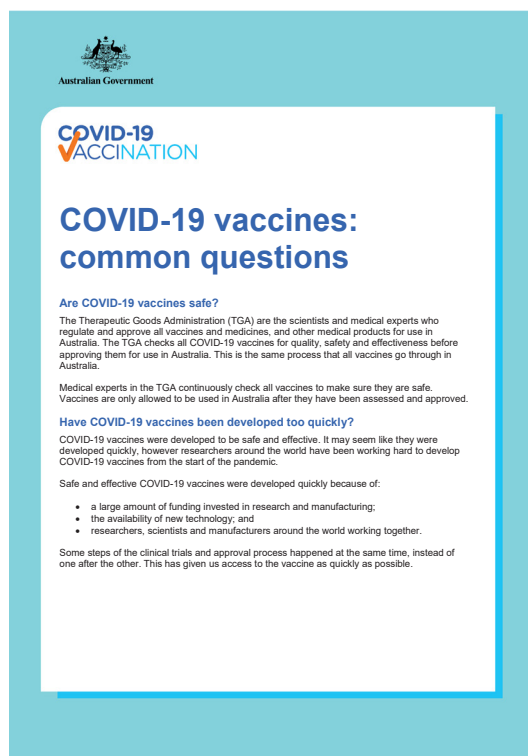 Australian Government
COVID-19
VACCINATION
COVID-19 vaccines:
common questions
Are COVID-19 vaccines safe?
The Therapeutic Goods Administration (TGA) are the scientists and medical experts who
regulate and approve all vaccines and medicines, and other medical products for use in
Australia. The TGA checks all COVID-19 vaccines for quality, safety and effectiveness before
approving them for use in Australia. This is the same process that all vaccines go through in
Australia.
Medical experts in the TGA continuously check all vaccines to make sure they are safe.
Vaccines are only allowed to be used in Australia after they have been assessed and approved.
Have COVID-19 vaccines been developed too quickly?
COVID-19 vaccines were developed to be safe and effective. It may seem like they were
developed quickly, however researchers around the world have been working hard to develop
COVID-19 vaccines from the start of the pandemic.
Safe and effective COVID-19 vaccines were developed quickly because of:
• a large amount of funding invested in research and manufacturing;
• the availability of new technology; and
• researchers, scientists and manufacturers around the world working together.
Some steps of the clinical trials and approval process happened at the same time, instead of
one after the other. This has given us access to the vaccine as quickly as possible.